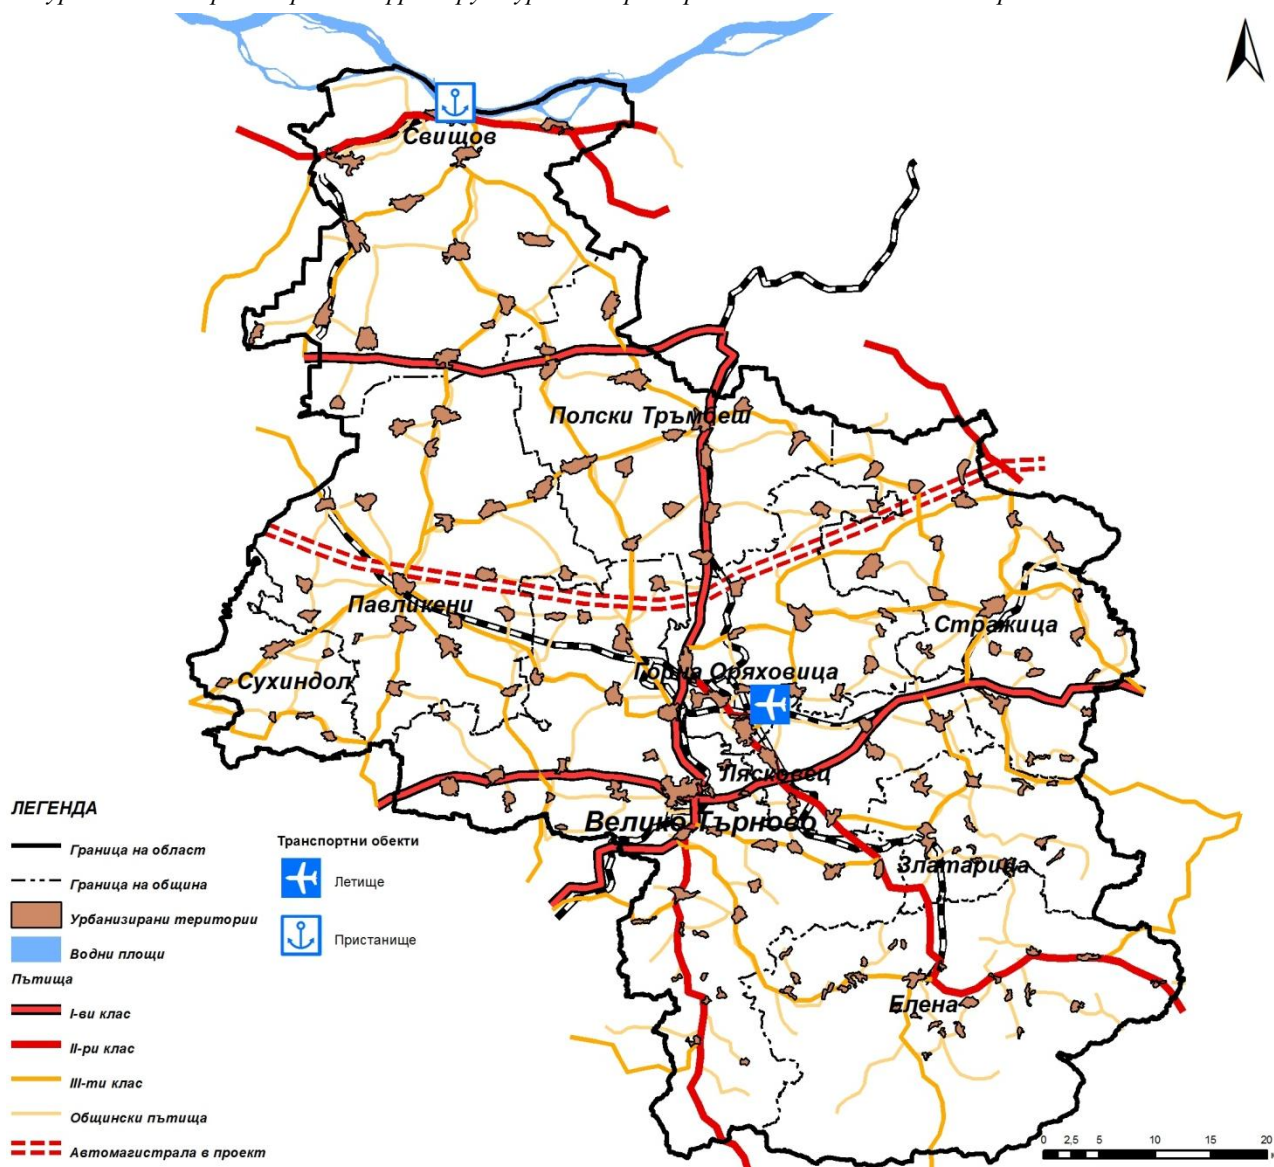 Свищов
Полски Тръмбеш
Павликени
Стражица
Горна Оряховица
Сухиндол
Лясковец
Велико Търново
Златарица
Елена
ЛЕГЕНДА
Граница на област
Граница на община
Урбанизирани територии
Водни площи
Пътища
I-ви клас
II-ри клас
III-ти клас
Общински пътища
Автомагистрала в проект
Транспортни обекти
Летище
Пристанище
0 2,5 5 10 15 20